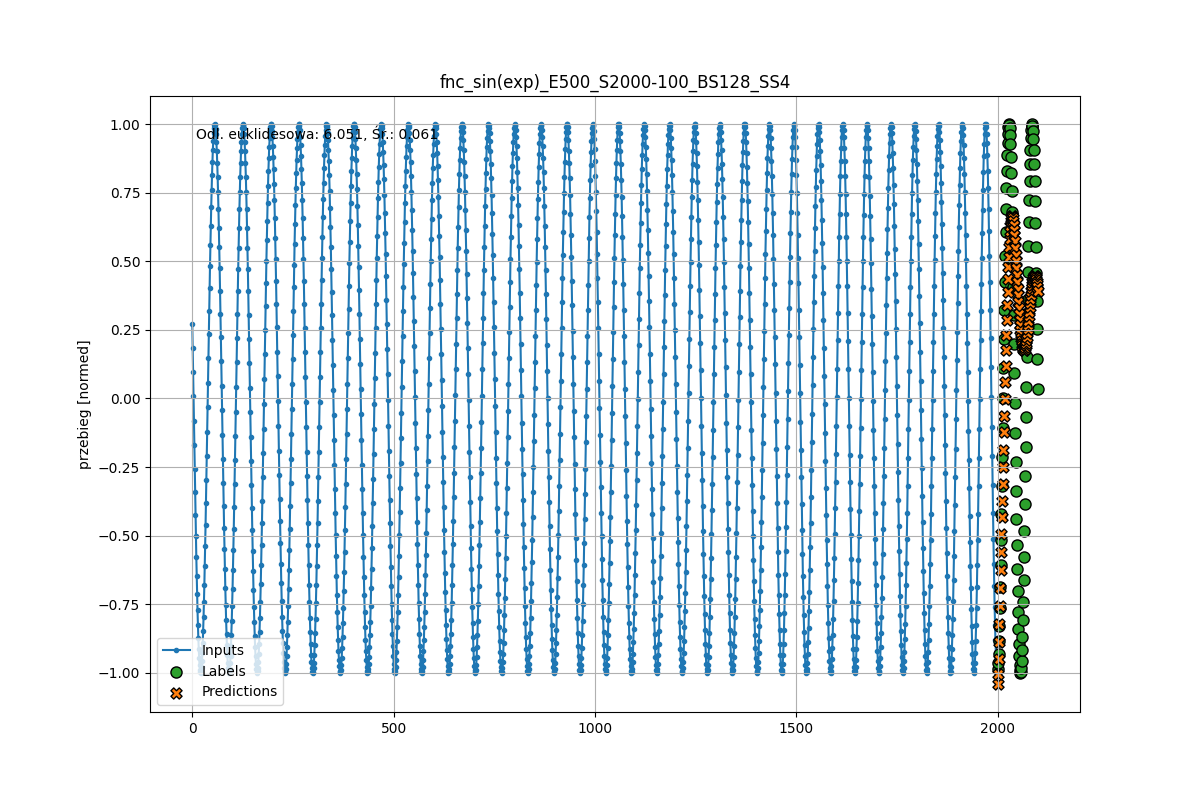 fnc_sin(exp)_E500_S2000-100_BS128_SS4
Odl. euklidesowa: 6.051, Śr.: 0.061
przebieg [normed]
1.00
0.75
0.50
0.25
0.00
−0.25
−0.50
−0.75
−1.00
Inputs
Labels
Predictions
0
500
1000
1500
2000